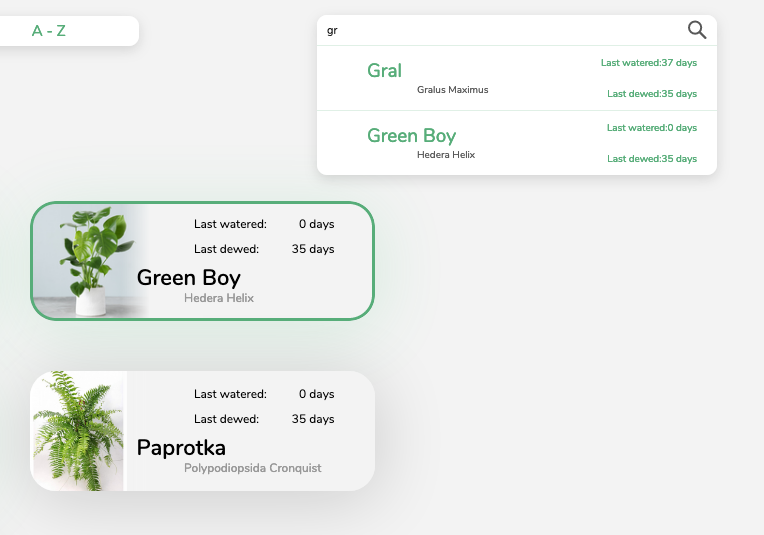 A - Z
gr
Gral
Gralus Maximus
Last watered:37 days
Last dewed:35 days
Green Boy
Hedera Helix
Last watered:0 days
Last dewed:35 days
Last watered: 0 days
Last dewed: 35 days
Green Boy
Hedera Helix
Last watered: 0 days
Last dewed: 35 days
Paprotka
Polypodiopsida Cronquist